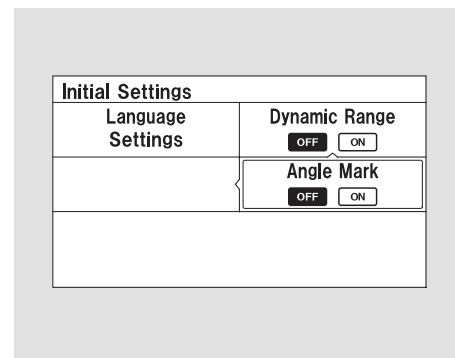 Initial Settings
Language
Settings
Dynamic Range
OFF ON
Angle Mark
OFF ON